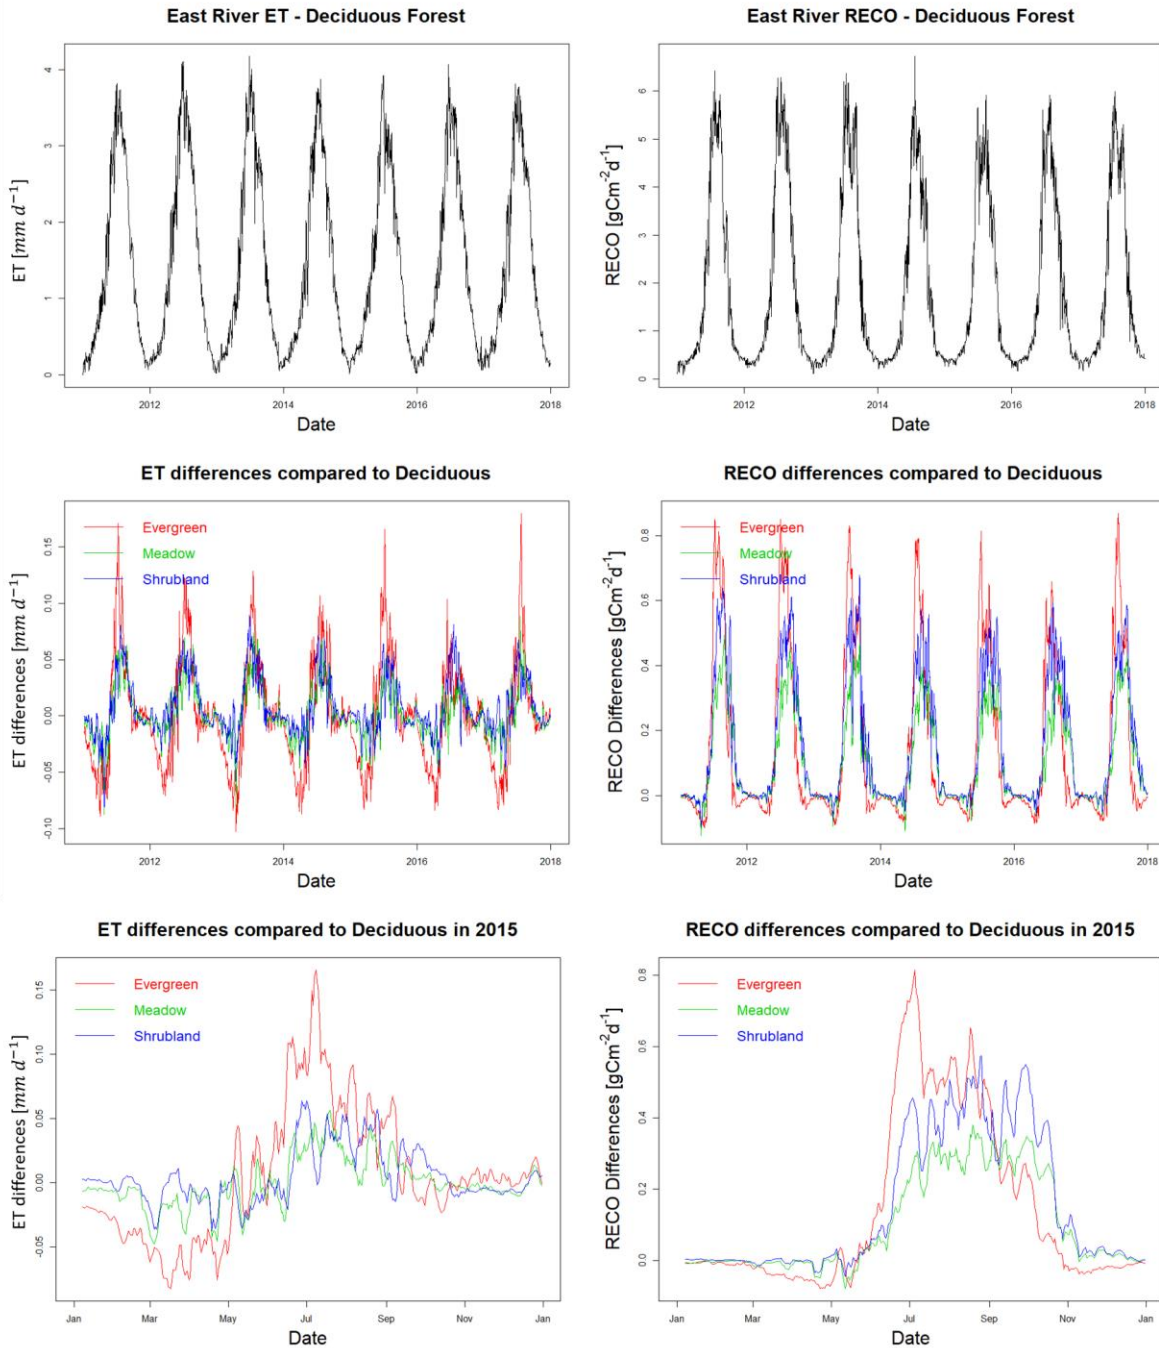 East River ET - Deciduous Forest
ET [mm d⁻¹]
4
3
2
1
0
2012 2014 2016 2018
Date
East River RECO - Deciduous Forest
RECO [gCm⁻²d⁻¹]
6
5
4
3
2
1
0
2012 2014 2016 2018
Date
ET differences compared to Deciduous
ET differences [mm d⁻¹]
0.15
0.10
0.05
0.00
-0.05
-0.10
Evergreen
Meadow
Shrubland
2012 2014 2016 2018
Date
RECO differences compared to Deciduous
RECO Differences [gCm⁻²d⁻¹]
0.8
0.6
0.4
0.2
0.0
Evergreen
Meadow
Shrubland
2012 2014 2016 2018
Date
ET differences compared to Deciduous in 2015
ET differences [mm d⁻¹]
0.15
0.10
0.05
0.00
-0.05
Evergreen
Meadow
Shrubland
Jan Mar May Jul Sep Nov Jan
Date
RECO differences compared to Deciduous in 2015
RECO Differences [gCm⁻²d⁻¹]
0.8
0.6
0.4
0.2
0.0
Evergreen
Meadow
Shrubland
Jan Mar May Jul Sep Nov Jan
Date